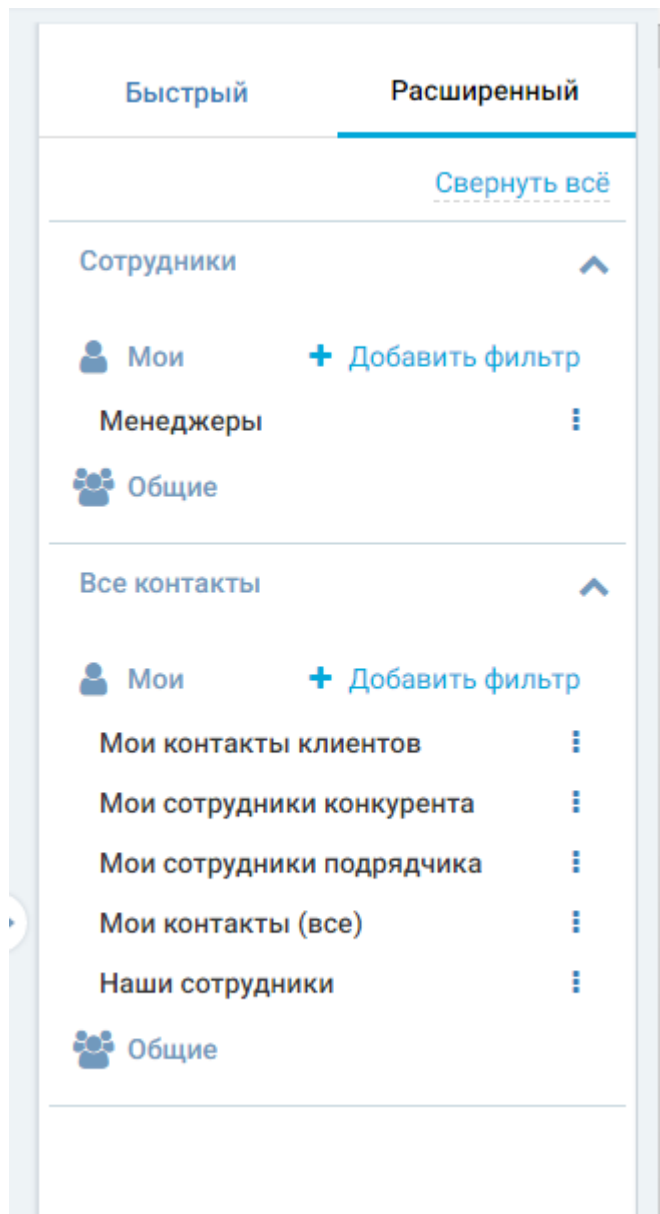 Быстрый Расширенный
Свернуть всё
Сотрудники
Мои + Добавить фильтр
Менеджеры
Общие
Все контакты
Мои + Добавить фильтр
Мои контакты клиентов
Мои сотрудники конкурента
Мои сотрудники подрядчика
Мои контакты (все)
Наши сотрудники
Общие